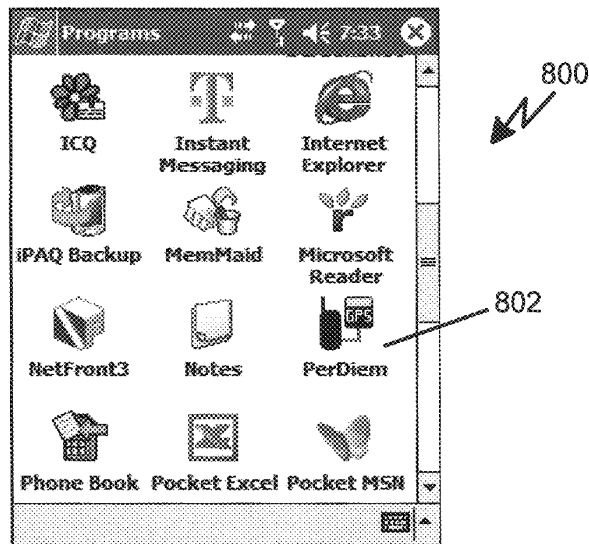 Programs 7:33
800
ICQ
Instant Messaging
Internet Explorer
iPAQ Backup
MemMaid
Microsoft Reader
GPS
802
NetFront3
Notes
PerDiem
Phone Book
Pocket Excel
Pocket MSN